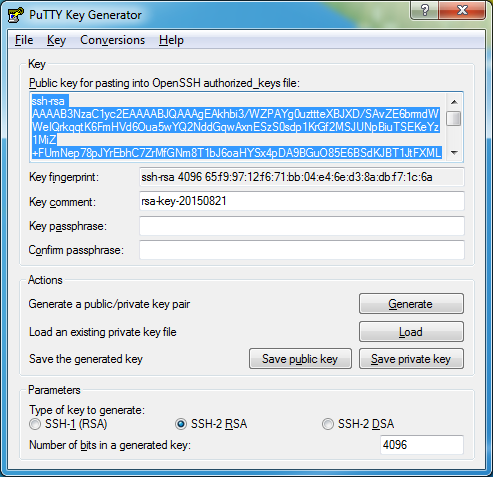 PuTTY Key Generator
File Key Conversions Help
Key
Public key for pasting into OpenSSH authorized_keys file:
ssh-rsa
AAAAB3NzaC1yc2EAAAABJQAAAgEAkhbi3/WZPAYg0uzttteXBJXD/SAvZE6brmdW
WeIQrkqqtK6FmHVd6Oua5wYQ2NddGqwAxnESzS0sdp1KrGf2MSJUNpBiuTSEKeYz
1MiZ
+FUmNep78pJYrEbhC7ZrMfGNm8T1bJ6oaHYSx4pDA9BGuO85E6BSdKJBT1JtFXML
Key fingerprint: ssh-rsa 4096 65:f9:97:12:f6:71:bb:04:e4:6e:d3:8a:db:f7:1c:6a
Key comment: rsa-key-20150821
Key passphrase:
Confirm passphrase:
Actions
Generate a public/private key pair Generate
Load an existing private key file Load
Save the generated key Save public key Save private key
Parameters
Type of key to generate:
SSH-1 (RSA) SSH-2 RSA SSH-2 DSA
Number of bits in a generated key: 4096